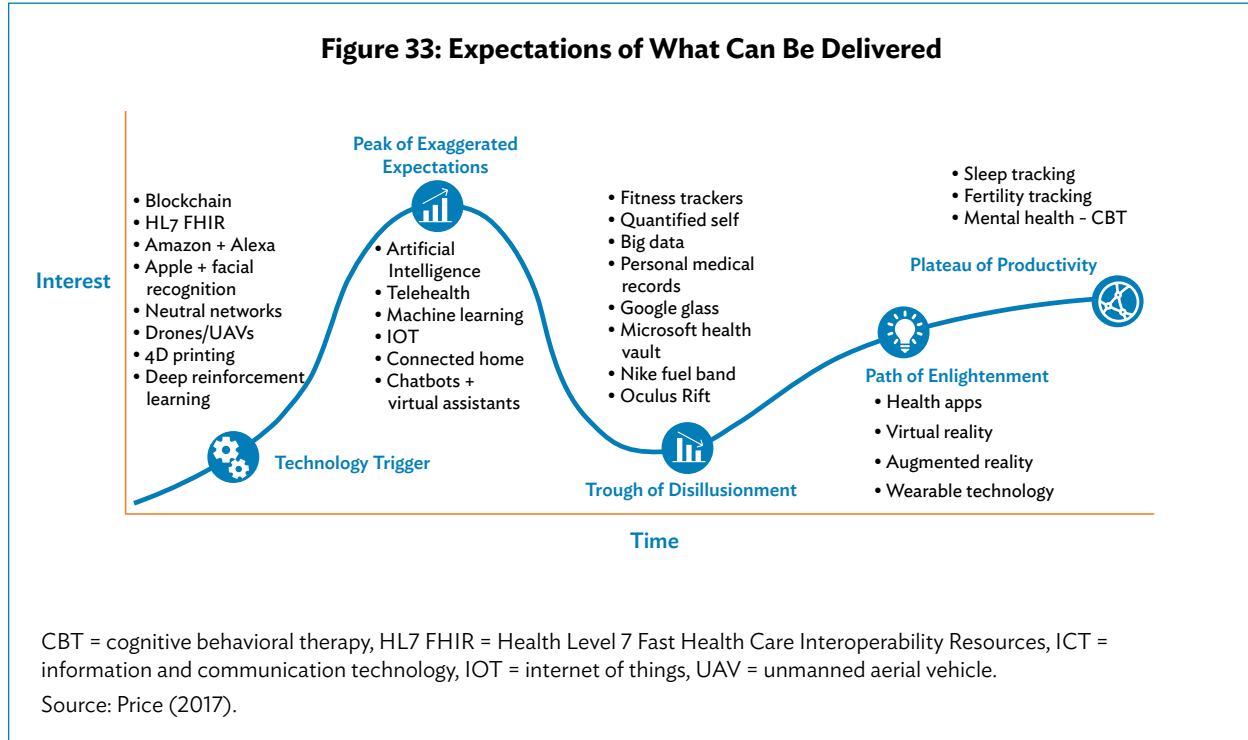 Figure 33: Expectations of What Can Be Delivered
Interest
• Blockchain
• HL7 FHIR
• Amazon + Alexa
• Apple + facial
recognition
• Neutral networks
• Drones/UAVs
• 4D printing
• Deep reinforcement
learning
Technology Trigger
Peak of Exaggerated
Expectations
• Artificial
Intelligence
• Telehealth
• Machine learning
• IOT
• Connected home
• Chatbots +
virtual assistants
• Fitness trackers
• Quantified self
• Big data
• Personal medical
records
• Google glass
• Microsoft health
vault
• Nike fuel band
• Oculus Rift
Trough of Disillusionment
Path of Enlightenment
• Health apps
• Virtual reality
• Augmented reality
• Wearable technology
• Sleep tracking
• Fertility tracking
• Mental health – CBT
Plateau of Productivity
Time
CBT = cognitive behavioral therapy, HL7 FHIR = Health Level 7 Fast Health Care Interoperability Resources, ICT =
information and communication technology, IOT = internet of things, UAV = unmanned aerial vehicle.
Source: Price (2017).